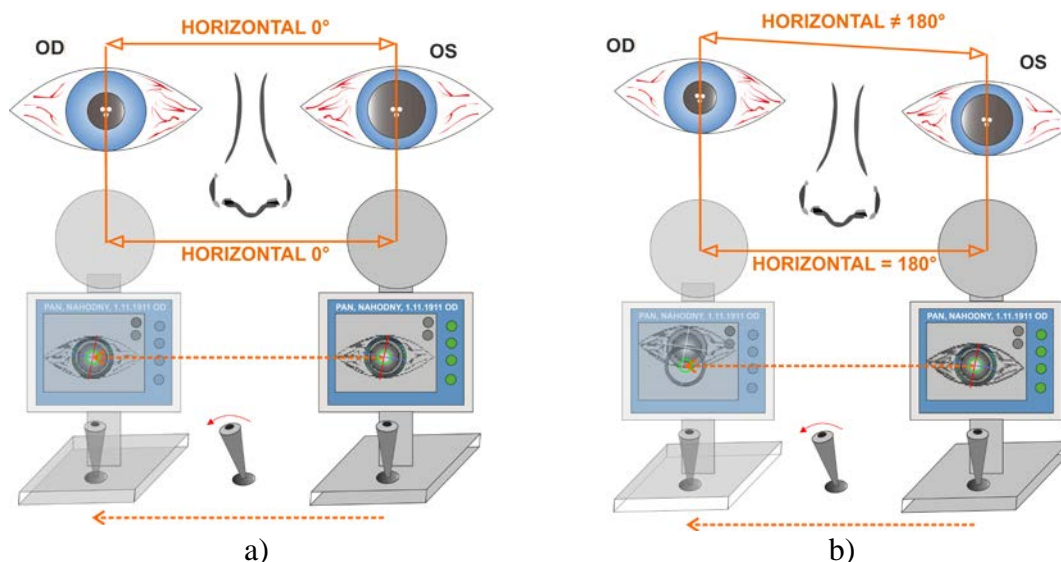 HORIZONTAL 0°
OD
OS
HORIZONTAL 0°
PAN, NAHODNY, 1.11.1911 OD
PAN, NAHODNY, 1.11.1911 OD
a)
HORIZONTAL ≠ 180°
OD
OS
HORIZONTAL = 180°
PAN, NAHODNY, 1.11.1911 OD
PAN, NAHODNY, 1.11.1911 OD
b)